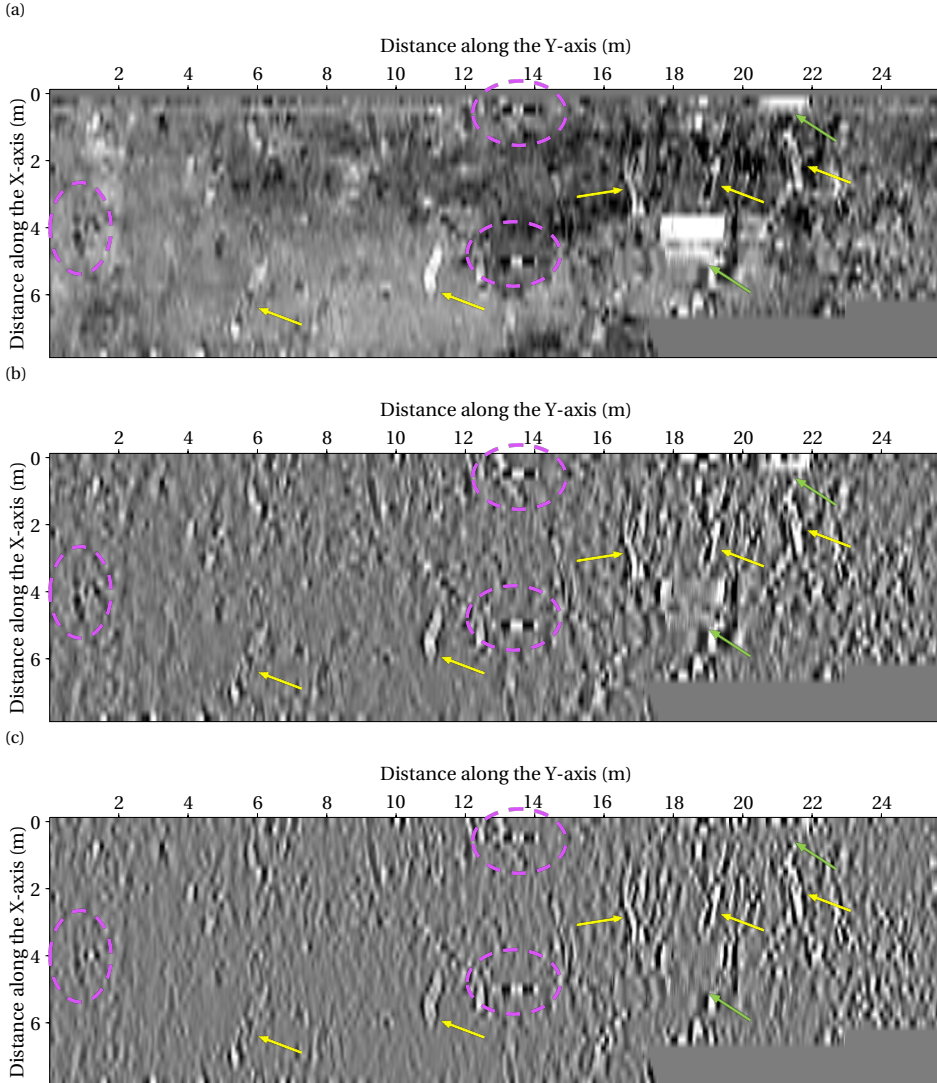 (a)
Distance along the Y-axis (m)
2 4 6 8 10 12 14 16 18 20 22 24
Distance along the X-axis (m)
0
2
4
6
(b)
Distance along the Y-axis (m)
2 4 6 8 10 12 14 16 18 20 22 24
Distance along the X-axis (m)
0
2
4
6
(c)
Distance along the Y-axis (m)
2 4 6 8 10 12 14 16 18 20 22 24
Distance along the X-axis (m)
0
2
4
6